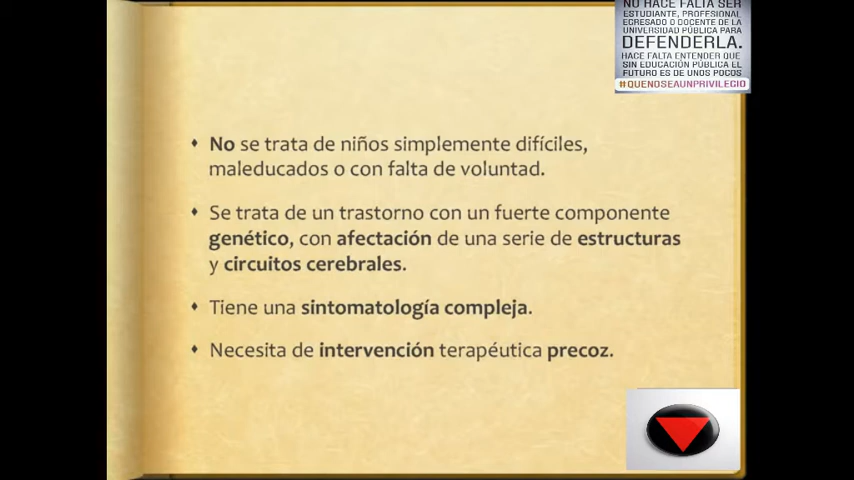 NO HACE FALTA SER
ESTUDIANTE, PROFESIONAL
EGRESADO O DOCENTE DE LA
UNIVERSIDAD PÚBLICA PARA
DEFENDERLA.
HACE FALTA ENTENDER QUE
SIN EDUCACIÓN PÚBLICA EL
FUTURO ES DE UNOS POCOS
#QUENOSEAUNPRIVILEGIO
No se trata de niños simplemente difíciles,
maleducados o con falta de voluntad.
Se trata de un trastorno con un fuerte componente
genético, con afectación de una serie de estructuras
y circuitos cerebrales.
Tiene una sintomatología compleja.
Necesita de intervención terapéutica precoz.